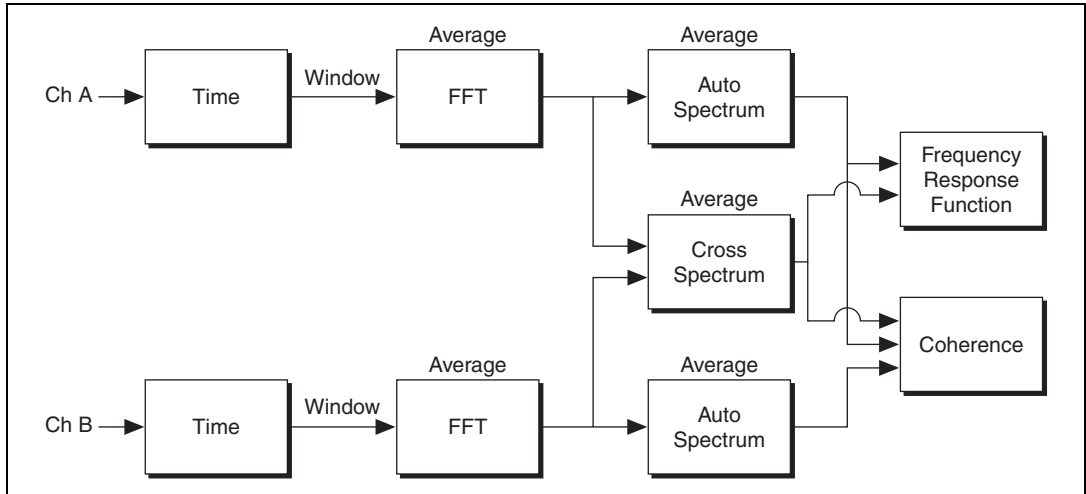 Average
Average
Ch A
Time
Window
FFT
Auto
Spectrum
Frequency
Response
Function
Average
Cross
Spectrum
Coherence
Average
Average
Ch B
Time
Window
FFT
Auto
Spectrum